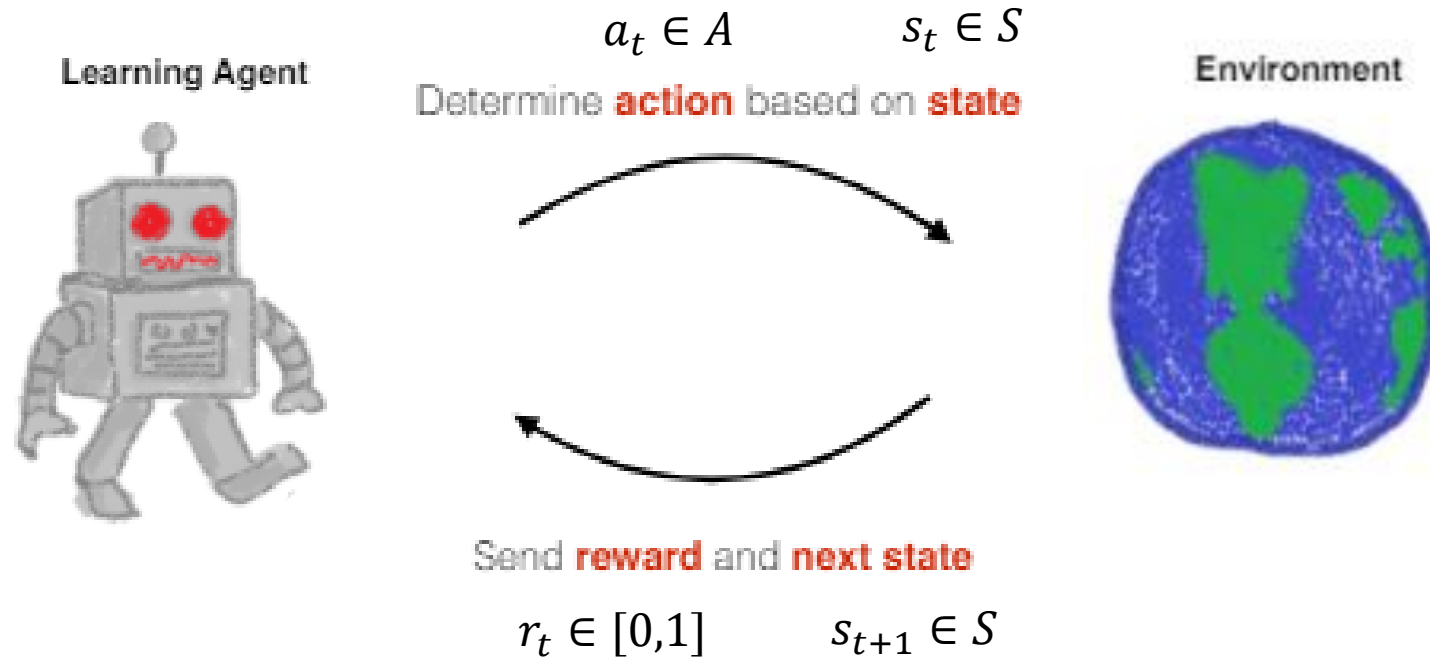 a_t ∈ A s_t ∈ S
Learning Agent
Environment
Determine action based on state
Send reward and next state
r_t ∈ [0,1] s_{t+1} ∈ S